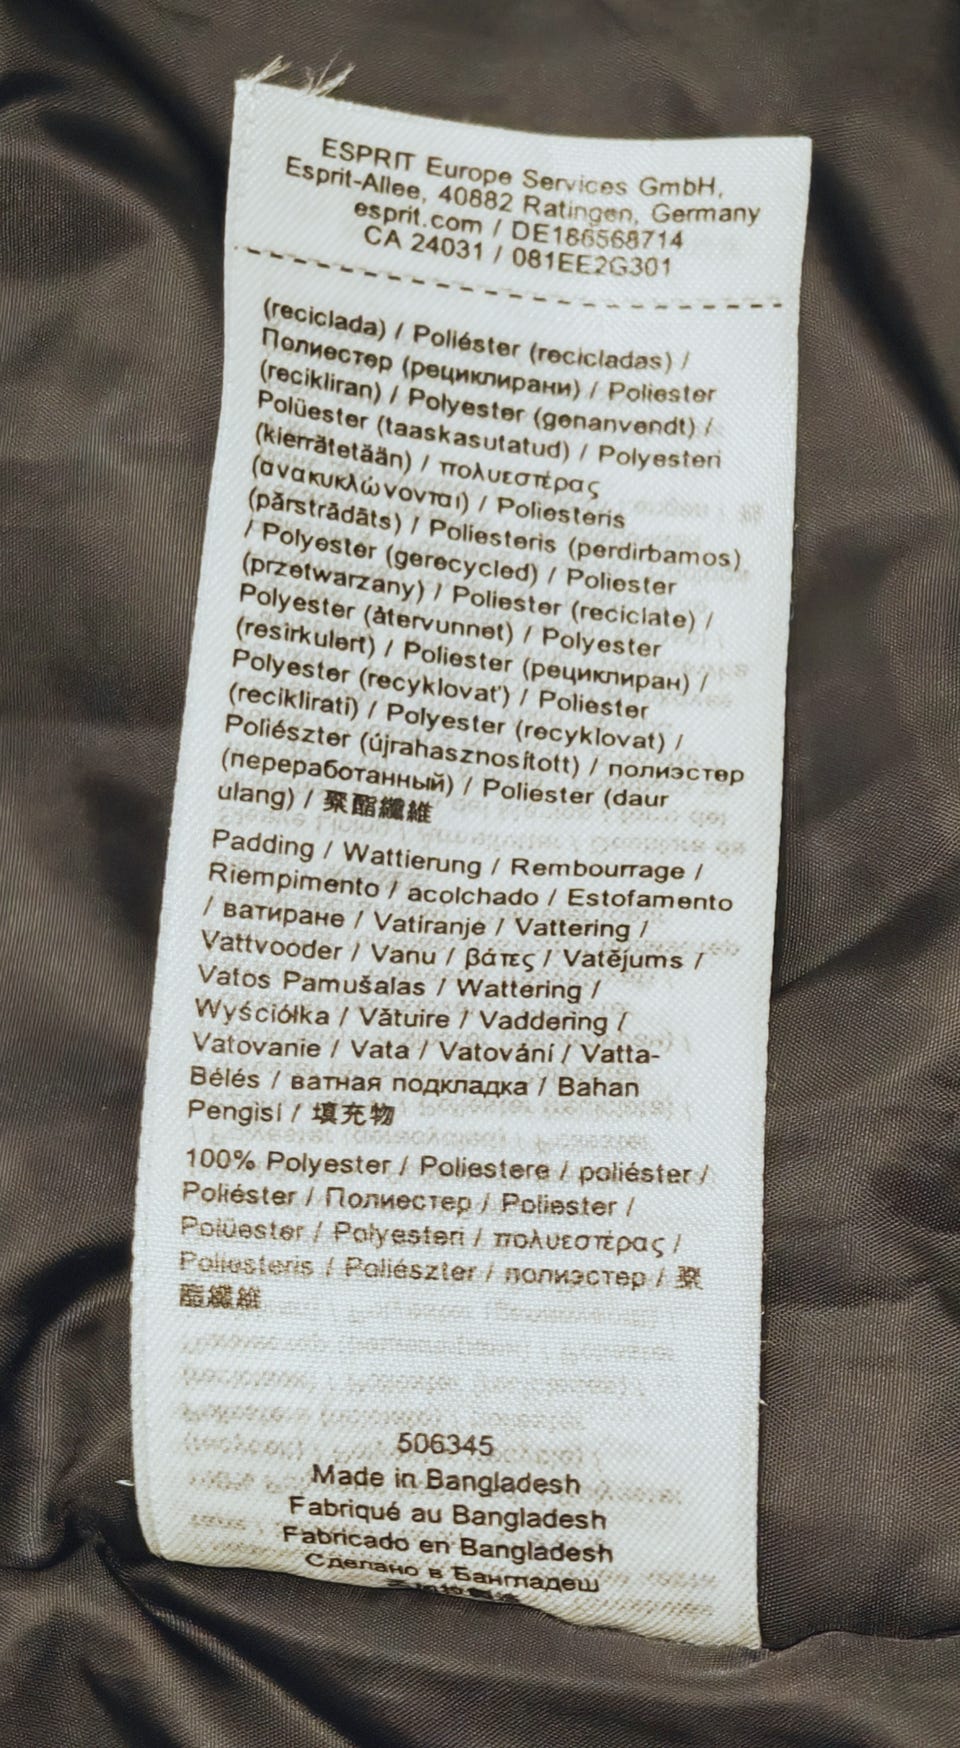 ESPRIT Europe Services GmbH,
Esprit-Allee, 40882 Ratingen, Germany
esprit.com / DE186568714
CA 24031 / 081EE2G301
(reciclada) / Poliéster (recicladas) /
Полиестер (рециклирани) / Poliester
(recikliran) / Polyester (genanvendt) /
Polüester (taaskasutatud) / Polyesteri
(kierrätetään) / πολυεστέρας
(ανακυκλώνονται) / Poliesteris
(pārstrādāts) / Poliesteris (perdirbamos)
/ Polyester (gerecycled) / Poliester
(przetwarzany) / Poliester (reciclate) /
Polyester (återvunnet) / Polyester
(resirkulert) / Poliester (рециклиран) /
Polyester (recyklovať) / Poliester
(reciklirati) / Polyester (recyklovat) /
Poliészter (újrahasznosított) / полиэстер
(переработанный) / Poliester (daur
ulang) / 聚酯纖維
Padding / Wattierung / Rembourrage /
Riempimento / acolchado / Estofamento
/ ватиране / Vatiranje / Vattering /
Vattvooder / Vanu / βάτες / Vatējums /
Vatos Pamušalas / Wattering /
Wyściółka / Vătuire / Vaddering /
Vatovanie / Vata / Vatování / Vatta-
Bélés / ватная подкладка / Bahan
Pengisi / 填充物
100% Polyester / Poliestere / poliéster /
Poliéster / Полиестер / Poliester /
Polüester / Polyesteri / πολυεστέρας /
Poliesteris / Poliészter / полиэстер / 聚
酯纖維
506345
Made in Bangladesh
Fabriqué au Bangladesh
Fabricado en Bangladesh
Сделано в Бангладеш